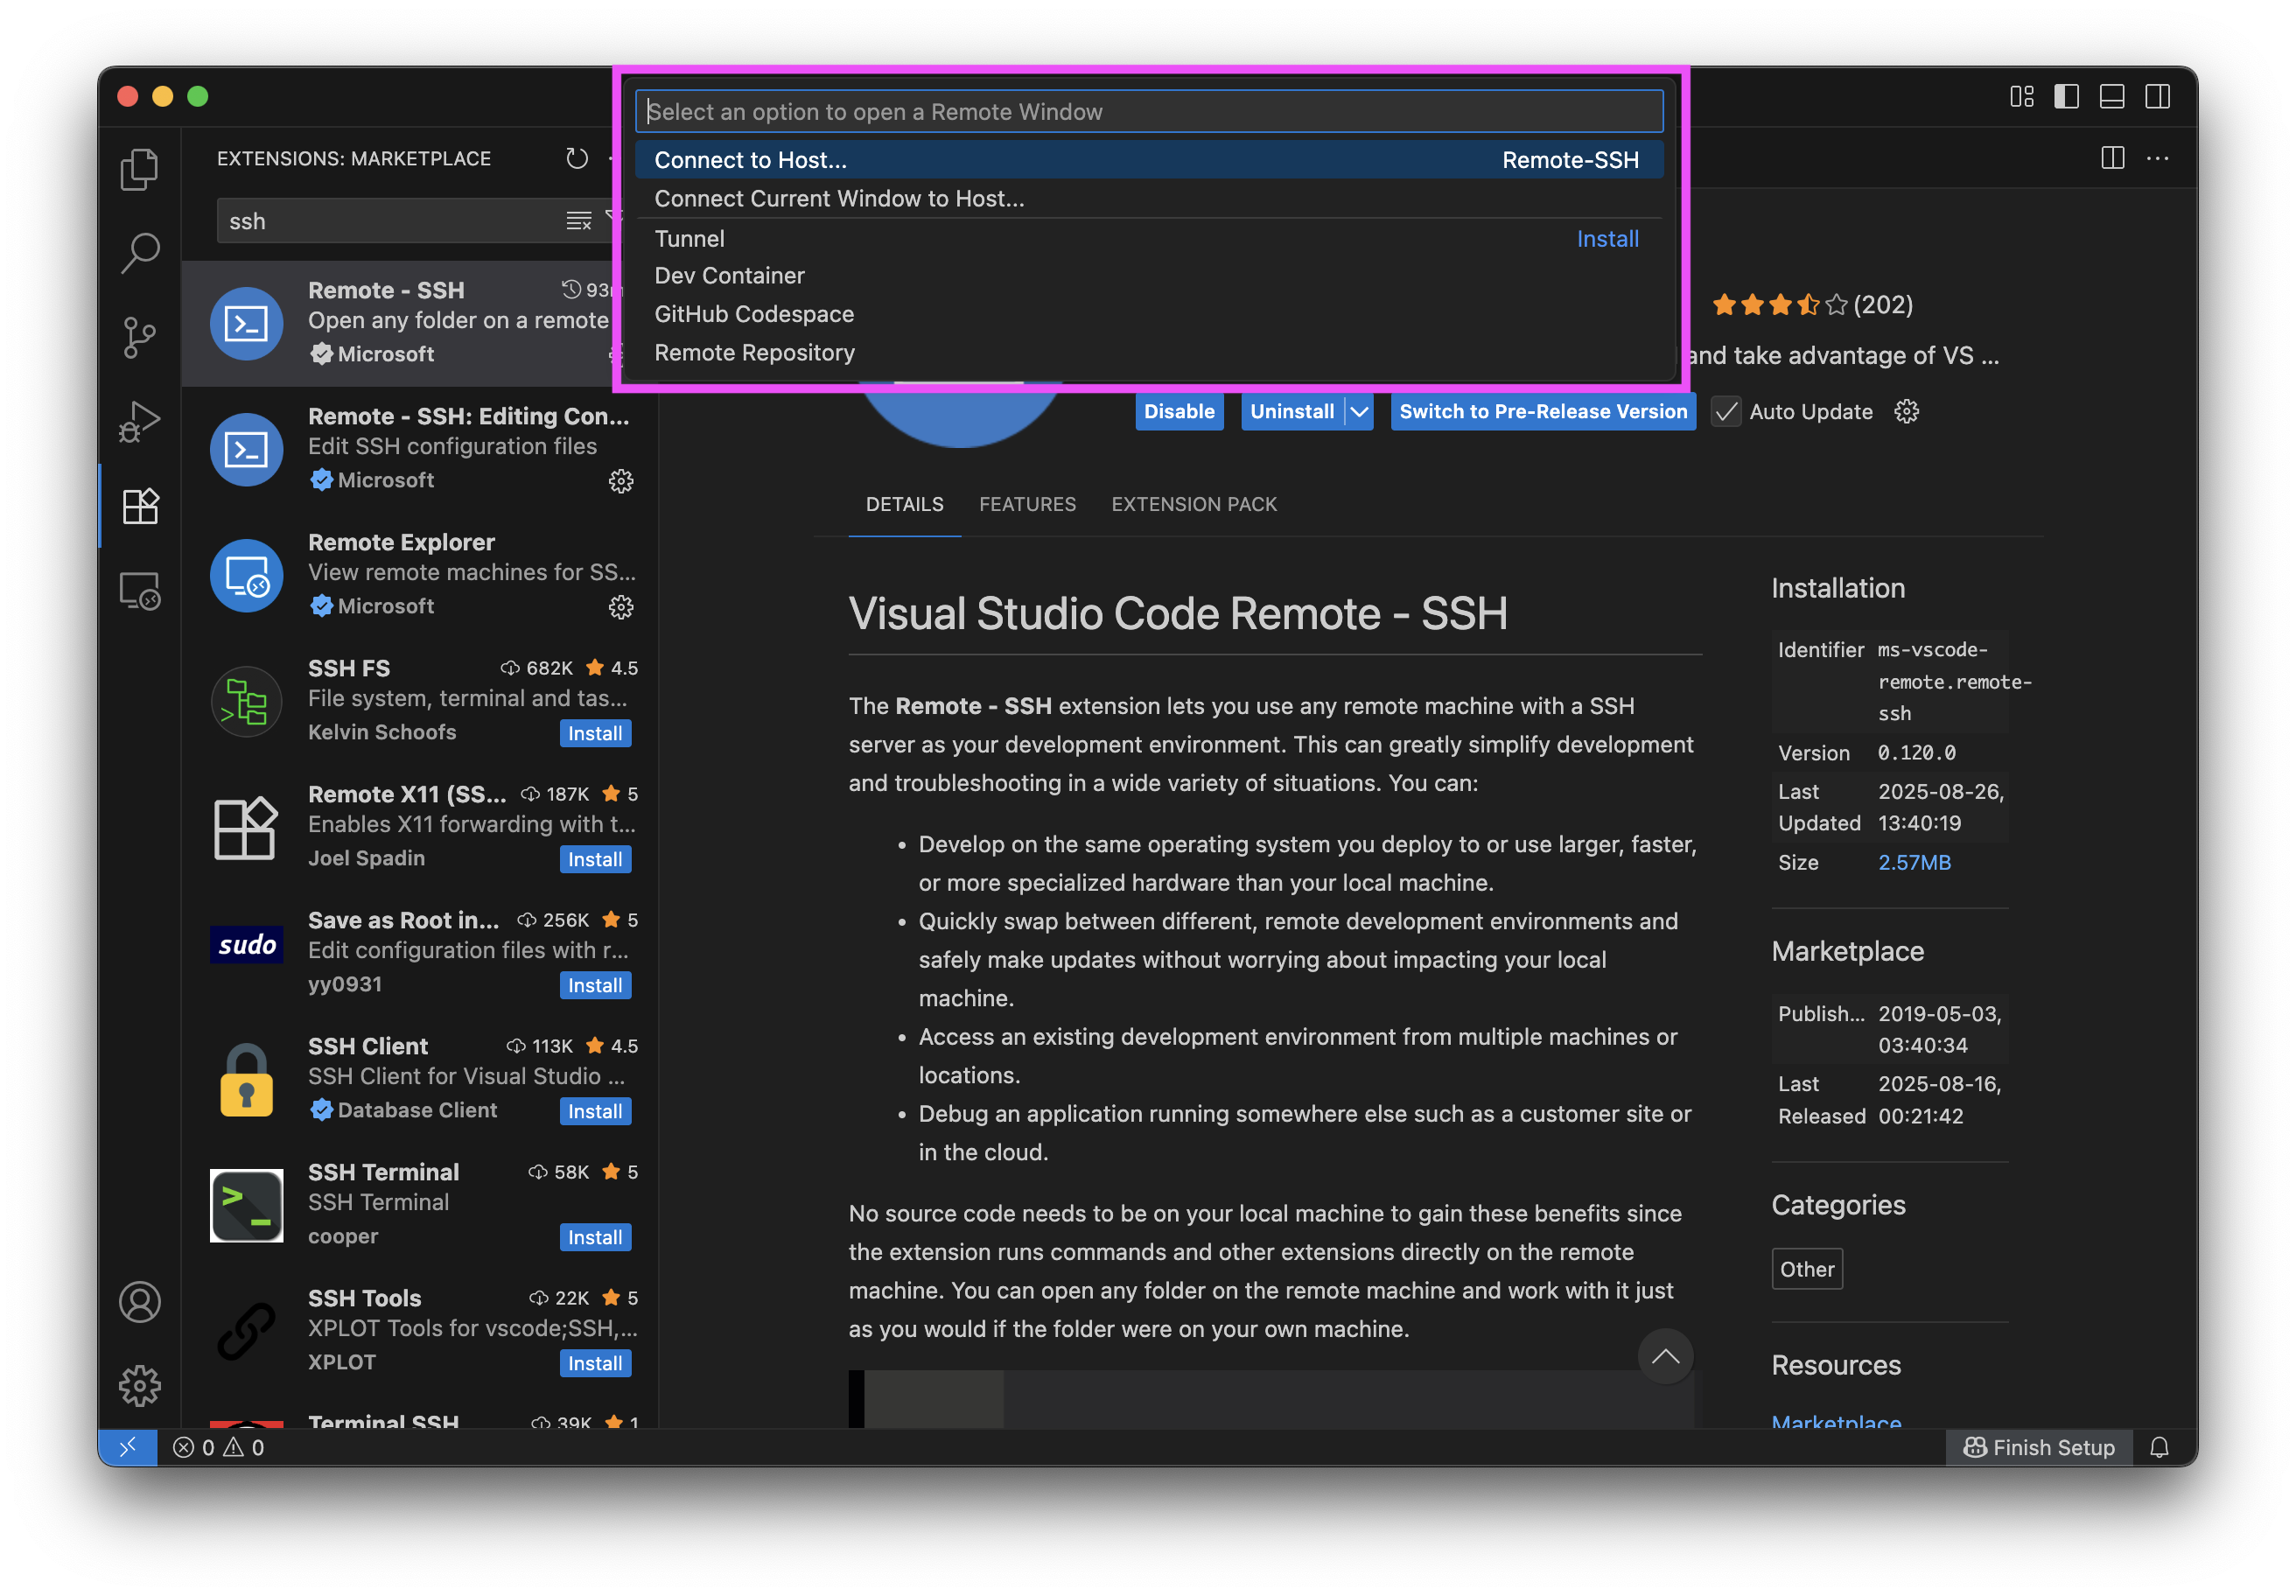 Select an option to open a Remote Window
Connect to Host... Remote-SSH
Connect Current Window to Host...
Tunnel Install
Dev Container
GitHub Codespace
Remote Repository
EXTENSIONS: MARKETPLACE
ssh
Remote - SSH
Open any folder on a remote
Microsoft
Remote - SSH: Editing Con...
Edit SSH configuration files
Microsoft
Remote Explorer
View remote machines for SS...
Microsoft
SSH FS 682K 4.5
File system, terminal and tas...
Kelvin Schoofs Install
Remote X11 (SS... 187K 5
Enables X11 forwarding with t...
Joel Spadin Install
sudo
Save as Root in... 256K 5
Edit configuration files with r...
yy0931 Install
SSH Client 113K 4.5
SSH Client for Visual Studio ...
Database Client Install
SSH Terminal 58K 5
SSH Terminal
cooper Install
SSH Tools 22K 5
XPLOT Tools for vscode;SSH,...
XPLOT Install
Terminal SSH 39K 1
(202)
and take advantage of VS ...
Disable Uninstall Switch to Pre-Release Version Auto Update
DETAILS FEATURES EXTENSION PACK
Visual Studio Code Remote - SSH
The Remote - SSH extension lets you use any remote machine with a SSH
server as your development environment. This can greatly simplify development
and troubleshooting in a wide variety of situations. You can:
• Develop on the same operating system you deploy to or use larger, faster,
or more specialized hardware than your local machine.
• Quickly swap between different, remote development environments and
safely make updates without worrying about impacting your local
machine.
• Access an existing development environment from multiple machines or
locations.
• Debug an application running somewhere else such as a customer site or
in the cloud.
No source code needs to be on your local machine to gain these benefits since
the extension runs commands and other extensions directly on the remote
machine. You can open any folder on the remote machine and work with it just
as you would if the folder were on your own machine.
Installation
Identifier ms-vscode-
remote.remote-
ssh
Version 0.120.0
Last 2025-08-26,
Updated 13:40:19
Size 2.57MB
Marketplace
Publish... 2019-05-03,
03:40:34
Last 2025-08-16,
Released 00:21:42
Categories
Other
Resources
Marketplace
0 0
Finish Setup